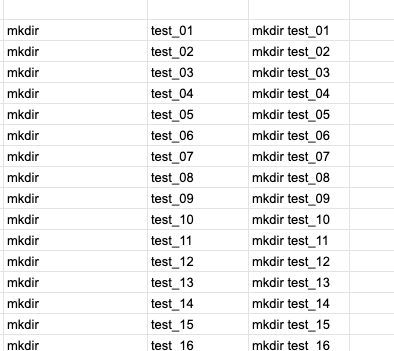 mkdir test_01 mkdir test_01
mkdir test_02 mkdir test_02
mkdir test_03 mkdir test_03
mkdir test_04 mkdir test_04
mkdir test_05 mkdir test_05
mkdir test_06 mkdir test_06
mkdir test_07 mkdir test_07
mkdir test_08 mkdir test_08
mkdir test_09 mkdir test_09
mkdir test_10 mkdir test_10
mkdir test_11 mkdir test_11
mkdir test_12 mkdir test_12
mkdir test_13 mkdir test_13
mkdir test_14 mkdir test_14
mkdir test_15 mkdir test_15
mkdir test_16 mkdir test_16